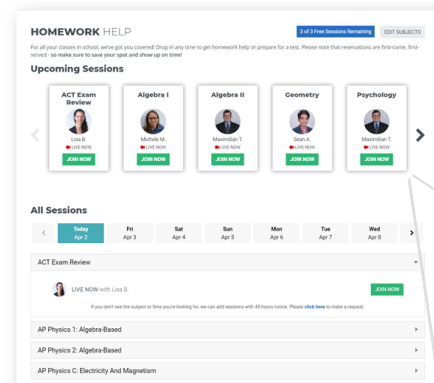 HOMEWORK HELP
3 of 3 Free Sessions Remaining
EDIT SUBJECTS
For all your classes in school, we've got you covered! Drop in any time to get homework help or prepare for a test. Please note that reservations are first-come, first-
served - so make sure to save your spot and show up on time!
Upcoming Sessions
ACT Exam
Review
Lisa B.
LIVE NOW
JOIN NOW
Algebra I
Michele M.
LIVE NOW
JOIN NOW
Algebra II
Maximilian T.
LIVE NOW
JOIN NOW
Geometry
Sean A.
LIVE NOW
JOIN NOW
Psychology
Maximilian T.
LIVE NOW
JOIN NOW
All Sessions
Today
Apr 2
Fri
Apr 3
Sat
Apr 4
Sun
Apr 5
Mon
Apr 6
Tue
Apr 7
Wed
Apr 8
ACT Exam Review
LIVE NOW with Lisa B.
JOIN NOW
If you don't see the subject or time you're looking for, we can add sessions with 48 hours notice. Please click here to make a request.
AP Physics 1: Algebra-Based
AP Physics 2: Algebra-Based
AP Physics C: Electricity And Magnetism